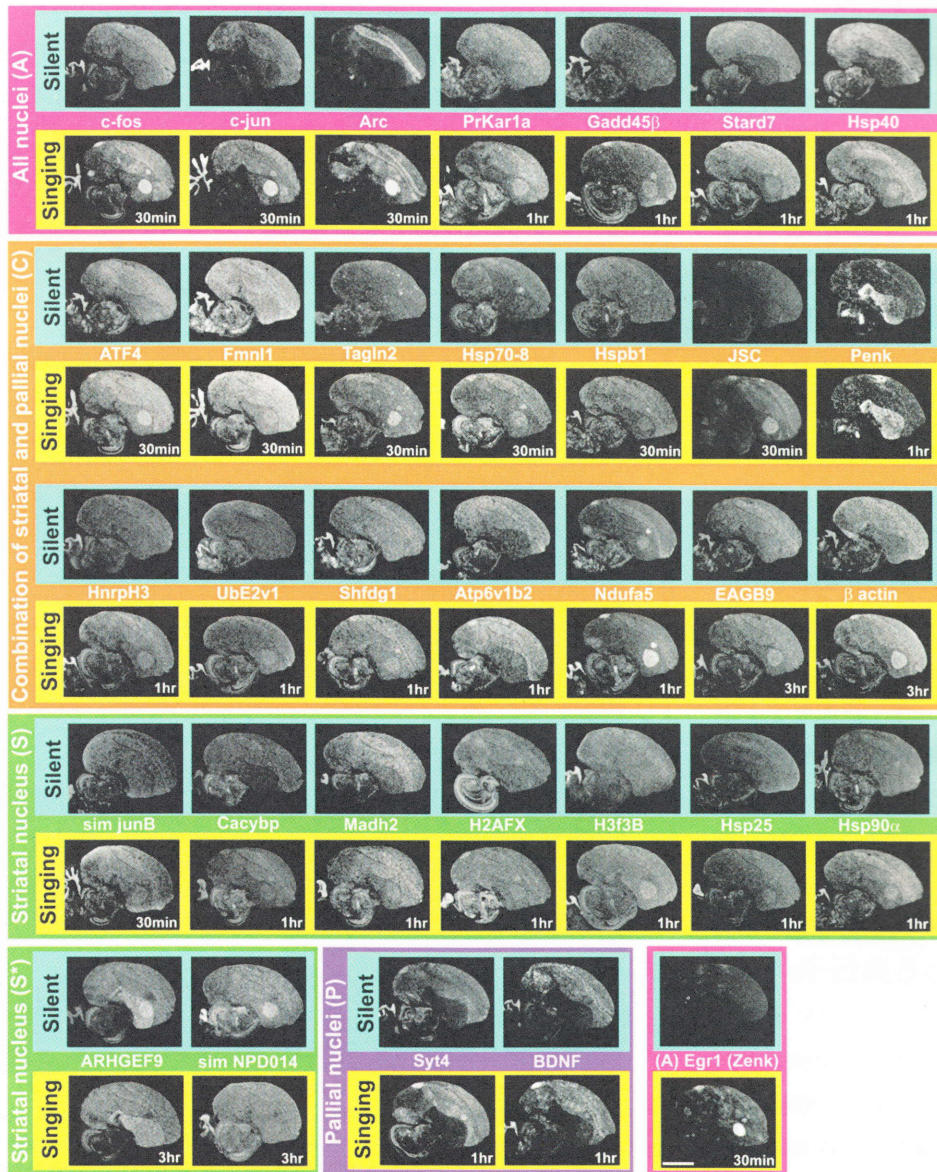 All nuclei (A)
Silent
c-fos c-jun Arc PrKar1a Gadd45β Stard7 Hsp40
Singing
30min 30min 30min 1hr 1hr 1hr 1hr
Combination of striatal and pallial nuclei (C)
Silent
ATF4 Fmnl1 Tagln2 Hsp70-8 Hspb1 JSC Penk
Singing
30min 30min 30min 30min 30min 30min 1hr
Silent
HnrpH3 UbE2v1 Shfdg1 Atp6v1b2 Ndufa5 EAGB9 β actin
Singing
1hr 1hr 1hr 1hr 1hr 3hr 3hr
Striatal nucleus (S)
Silent
sim junB Cacybp Madh2 H2AFX H3f3B Hsp25 Hsp90α
Singing
30min 1hr 1hr 1hr 1hr 1hr 1hr
Striatal nucleus (S*)
Silent
ARHGEF9 sim NPD014
Singing
3hr 3hr
Pallial nuclei (P)
Silent
Syt4 BDNF
Singing
1hr 1hr
(A) Egr1 (Zenk)
30min